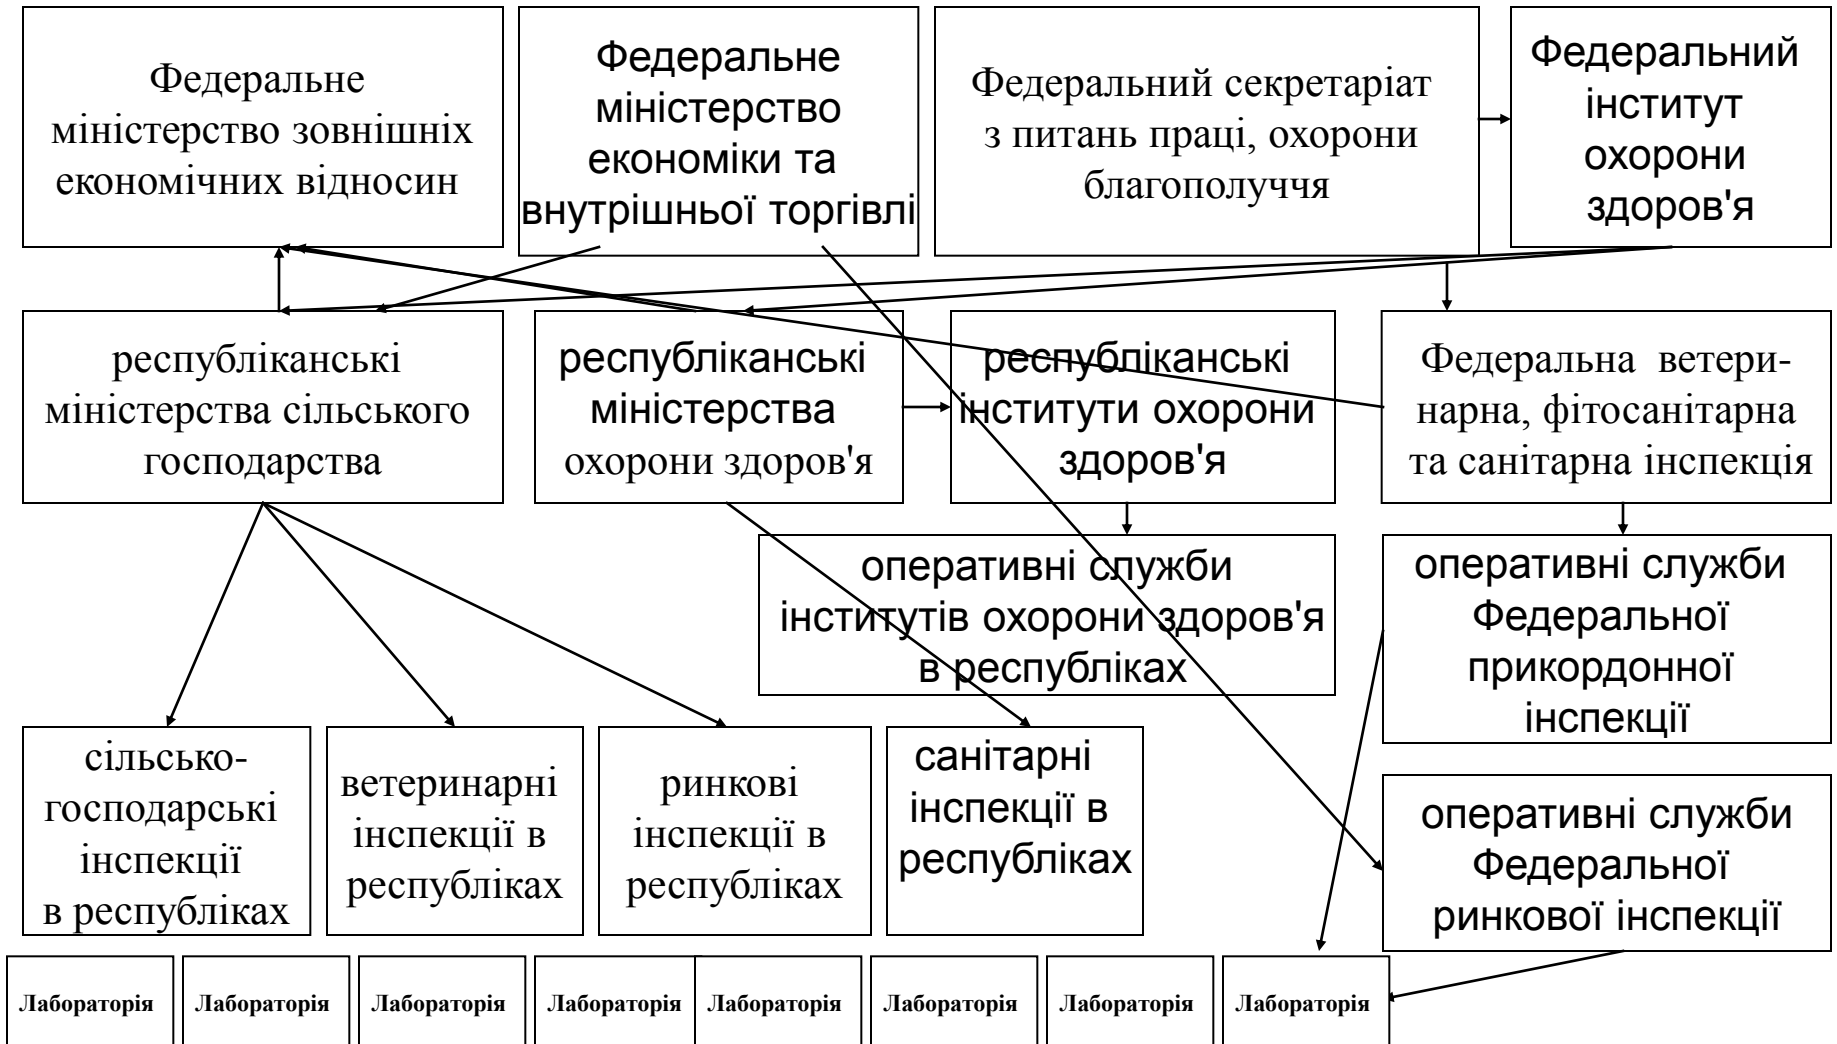 Федеральне
міністерство зовнішніх
економічних відносин
Федеральне
міністерство
економіки та
внутрішньої торгівлі
Федеральний секретаріат
з питань праці, охорони
благополуччя
Федеральний
інститут
охорони
здоров'я
республіканські
міністерства сільського
господарства
республіканські
міністерства
охорони здоров'я
республіканські
інститути охорони
здоров'я
Федеральна ветери-
нарна, фітосанітарна
та санітарна інспекція
оперативні служби
інститутів охорони здоров'я
в республіках
оперативні служби
Федеральної
прикордонної
інспекції
сільсько-
господарські
інспекції
в республіках
ветеринарні
інспекції в
республіках
ринкові
інспекції в
республіках
санітарні
інспекції в
республіках
оперативні служби
Федеральної
ринкової інспекції
Лабораторія
Лабораторія
Лабораторія
Лабораторія
Лабораторія
Лабораторія
Лабораторія
Лабораторія